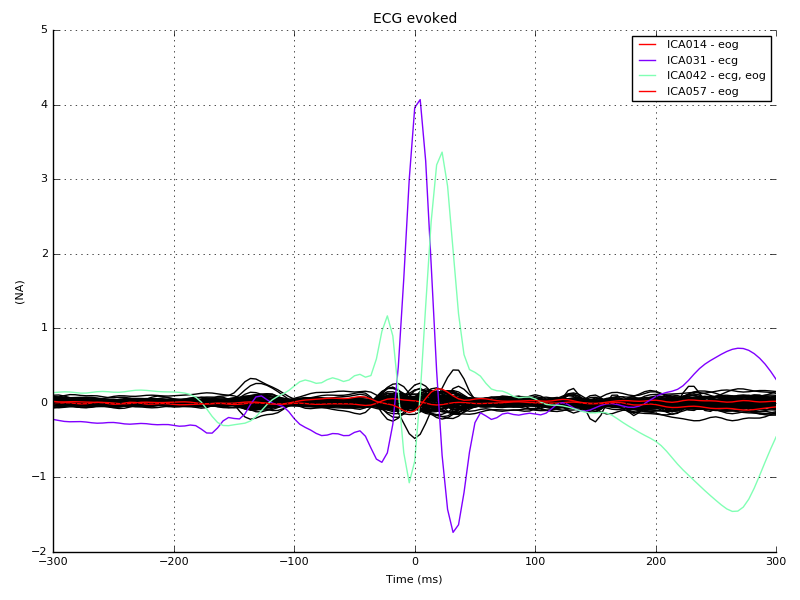 ECG evoked
5
4
3
2
1
0
−1
−2
(NA)
ICA014 - eog
ICA031 - ecg
ICA042 - ecg, eog
ICA057 - eog
−300 −200 −100 0 100 200 300
Time (ms)